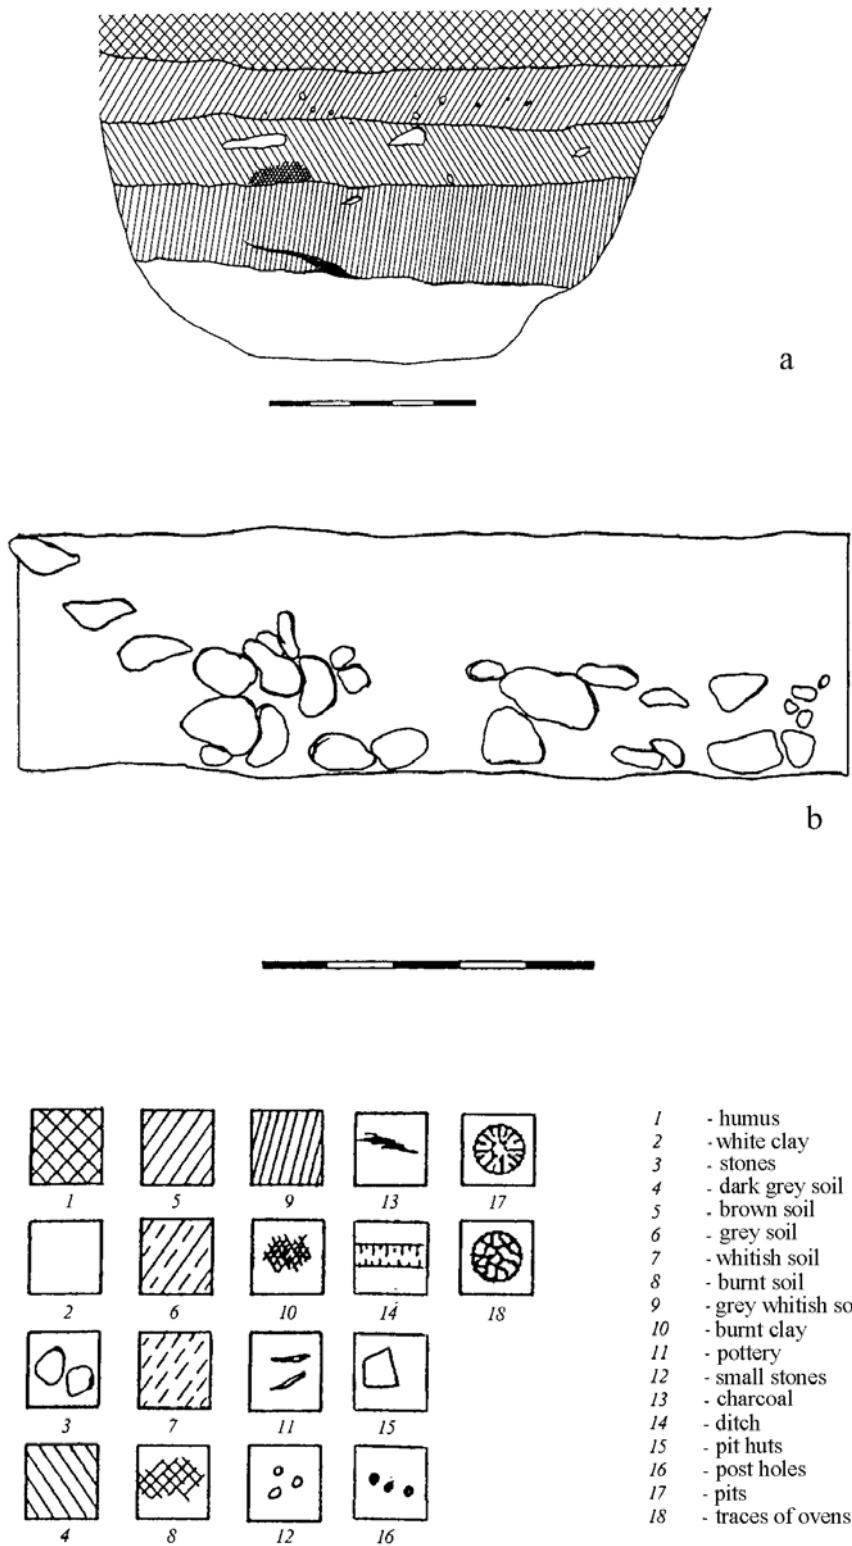 a
b
1 5 9 13 17
2 6 10 14 18
3 7 11 15
4 8 12 16
1 - humus
2 - white clay
3 - stones
4 - dark grey soil
5 - brown soil
6 - grey soil
7 - whitish soil
8 - burnt soil
9 - grey whitish so
10 - burnt clay
11 - pottery
12 - small stones
13 - charcoal
14 - ditch
15 - pit huts
16 - post holes
17 - pits
18 - traces of ovens